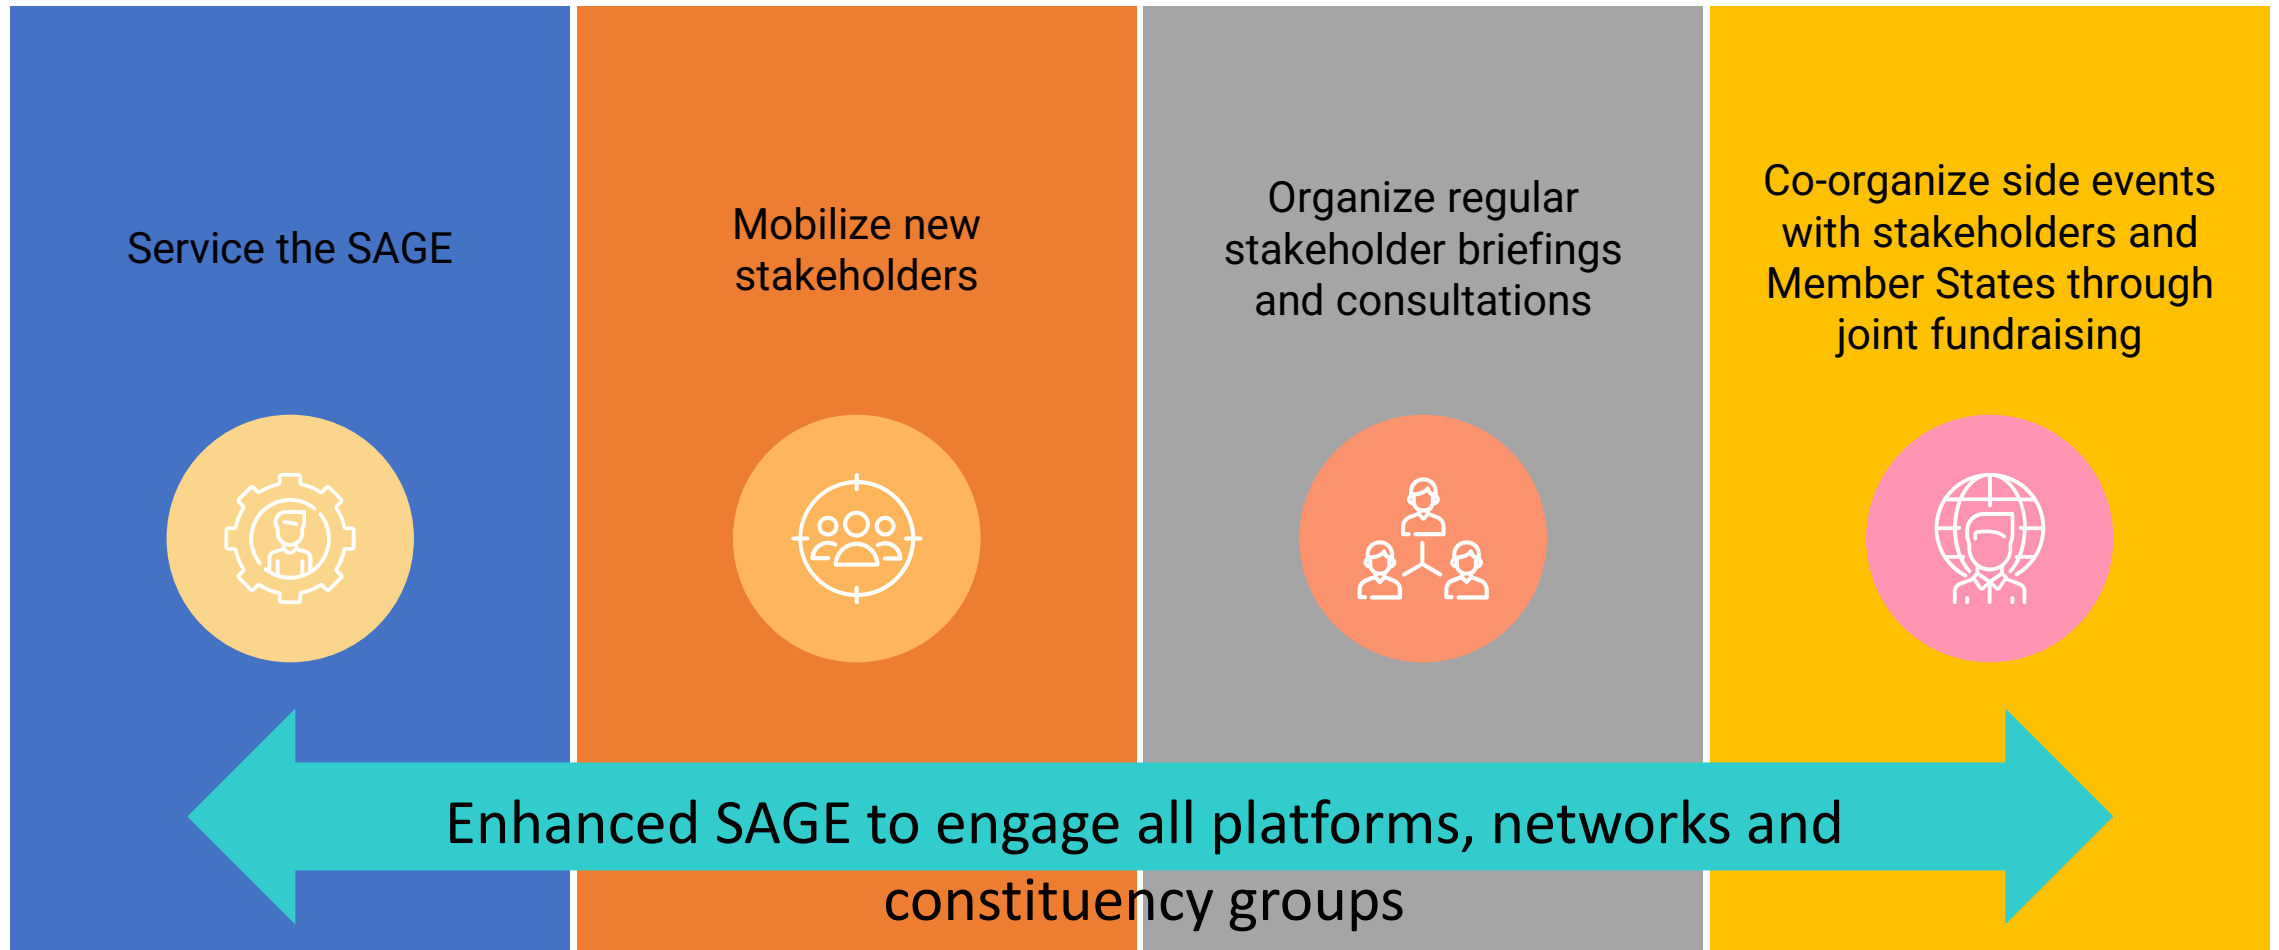 Service the SAGE
Mobilize new
stakeholders
Organize regular
stakeholder briefings
and consultations
Co-organize side events
with stakeholders and
Member States through
joint fundraising
Enhanced SAGE to engage all platforms, networks and
constituency groups